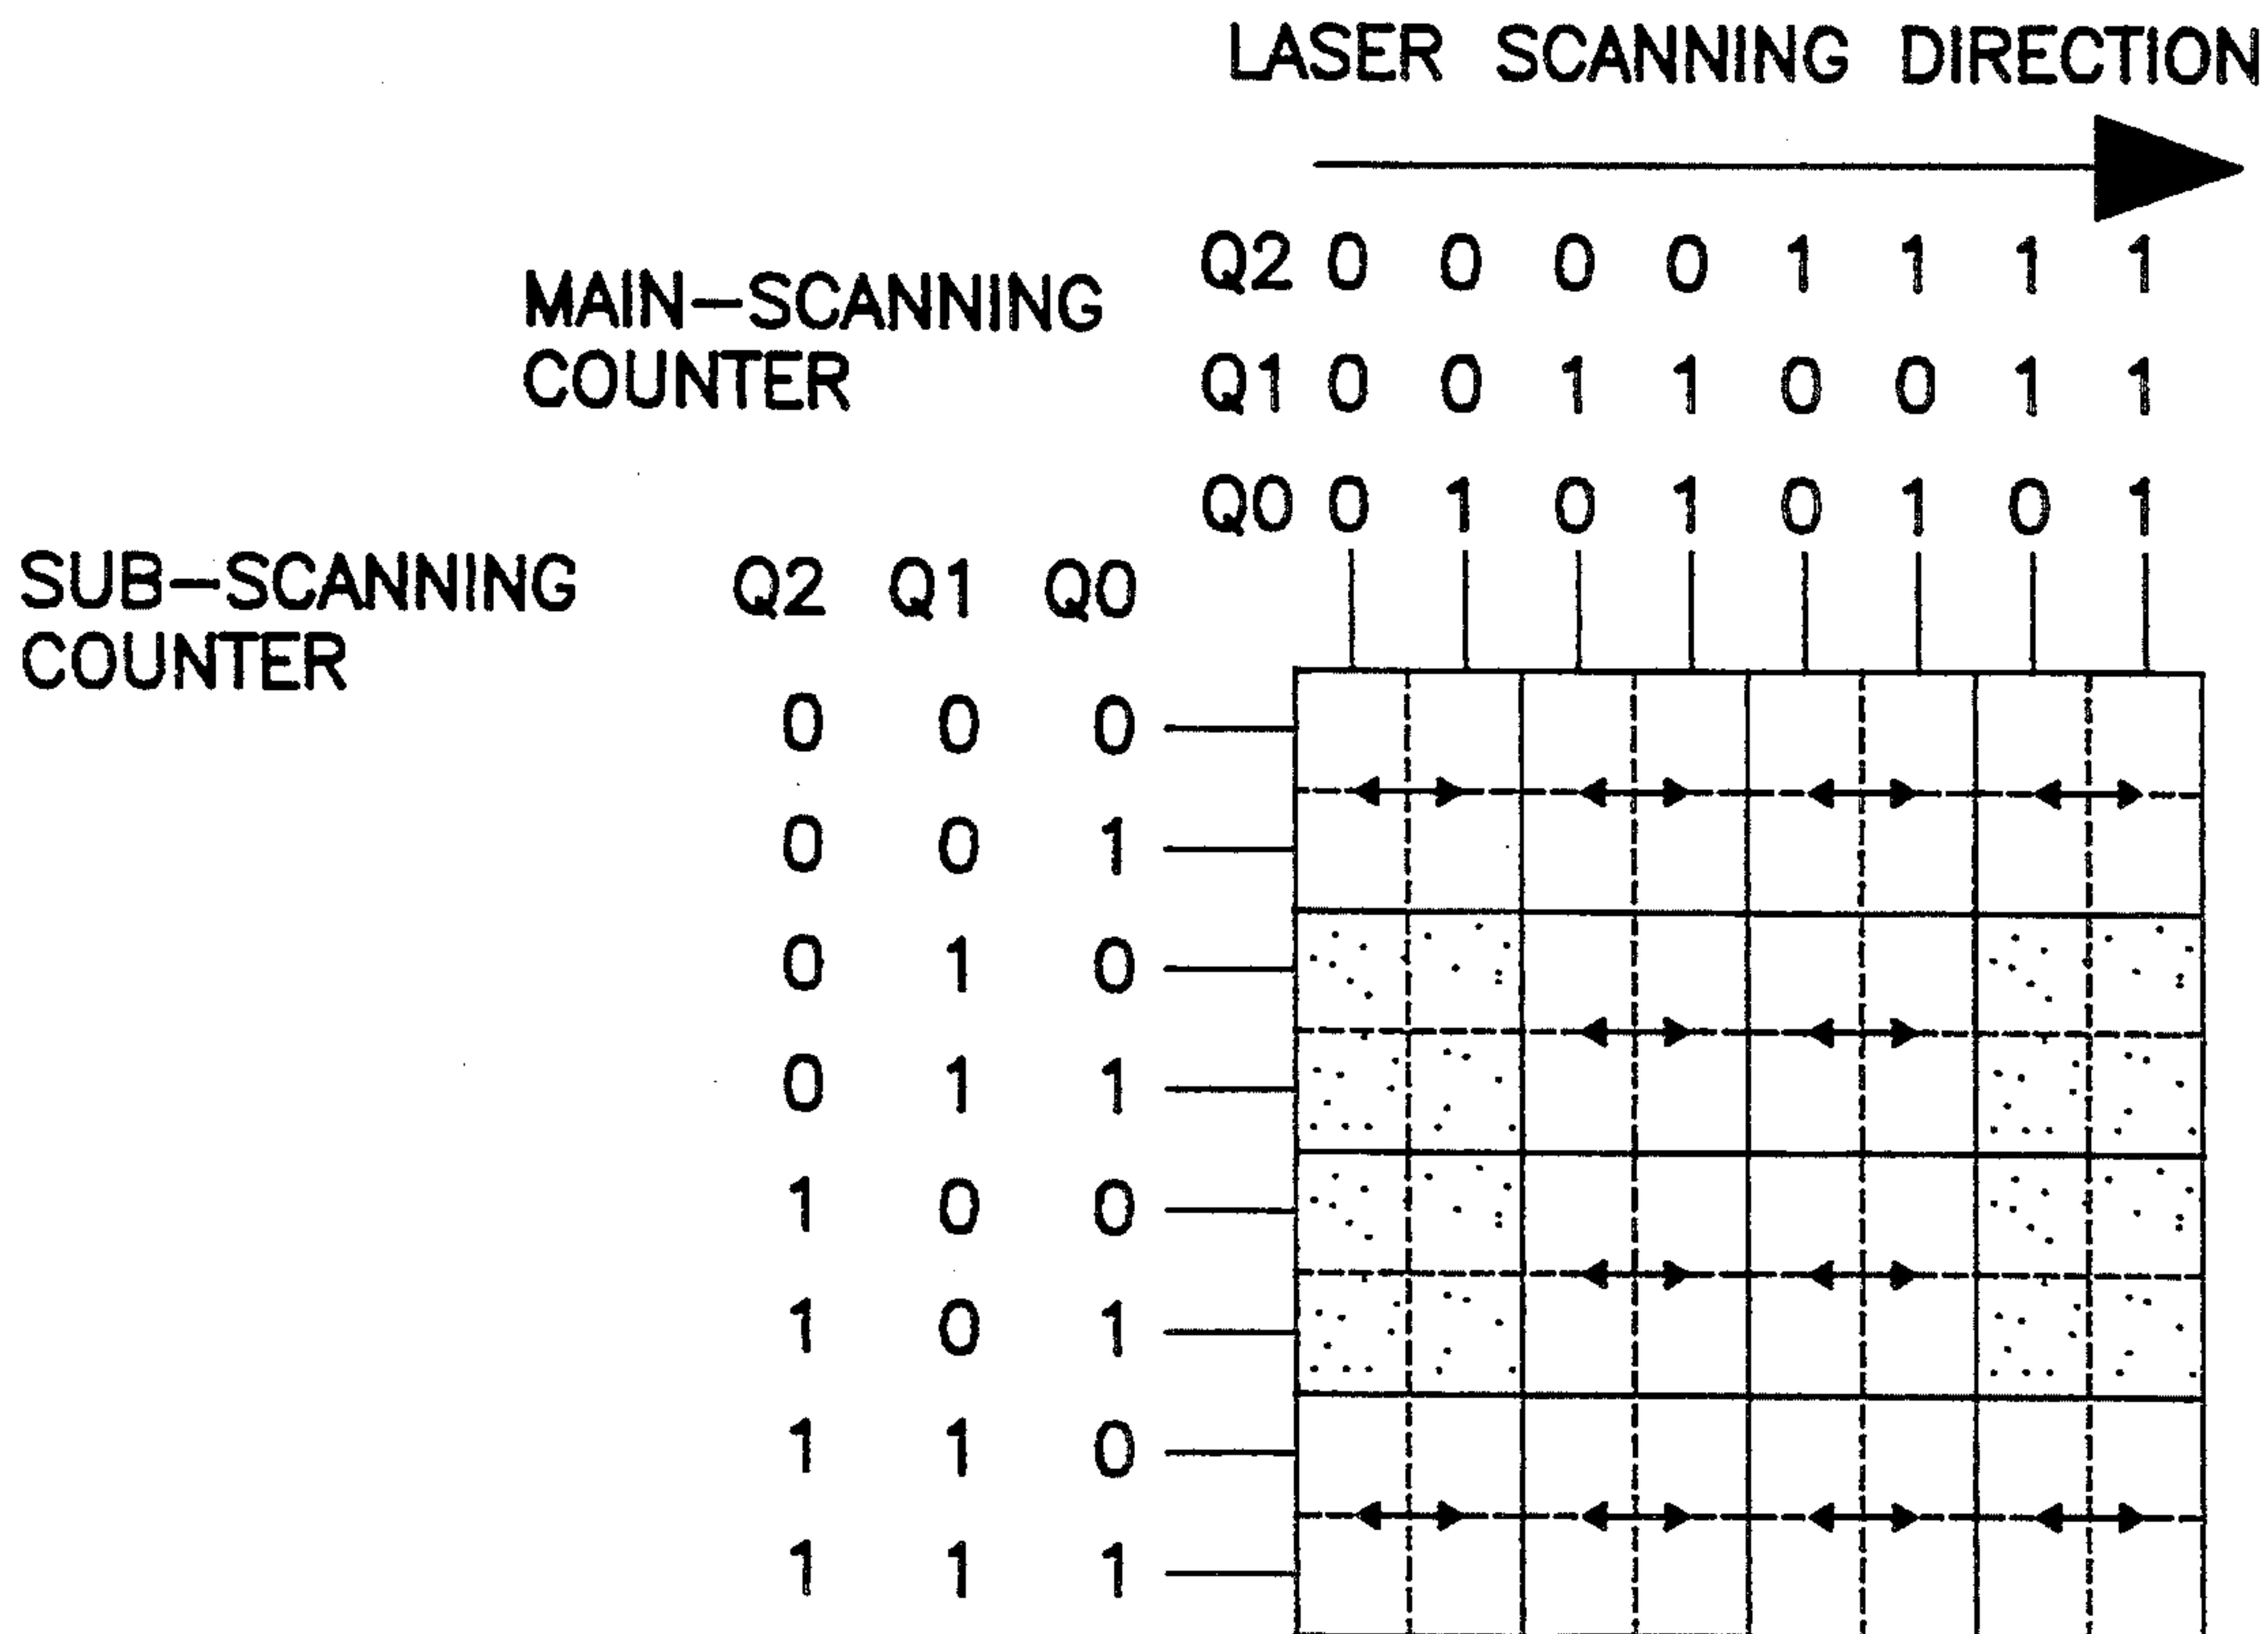 LASER SCANNING DIRECTION
MAIN-SCANNING
COUNTER
Q2 0 0 0 0 1 1 1 1
Q1 0 0 1 1 0 0 1 1
Q0 0 1 0 1 0 1 0 1
SUB-SCANNING
COUNTER
Q2 Q1 Q0
0 0 0
0 0 1
0 1 0
0 1 1
1 0 0
1 0 1
1 1 0
1 1 1